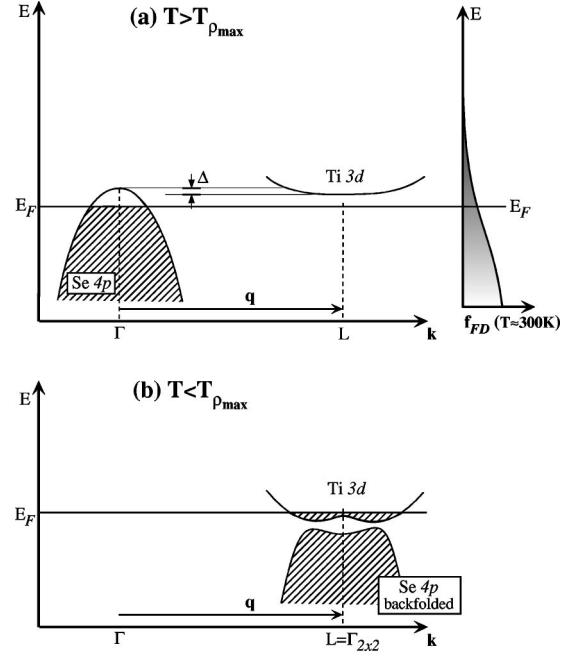 E
(a) T>Tρmax
E
Δ
Ti 3d
EF
EF
Se 4p
q
Γ
L
k
fFD (T≈300K)
(b) T<Tρmax
E
Ti 3d
EF
Se 4p
backfolded
q
Γ
L=Γ2x2
k